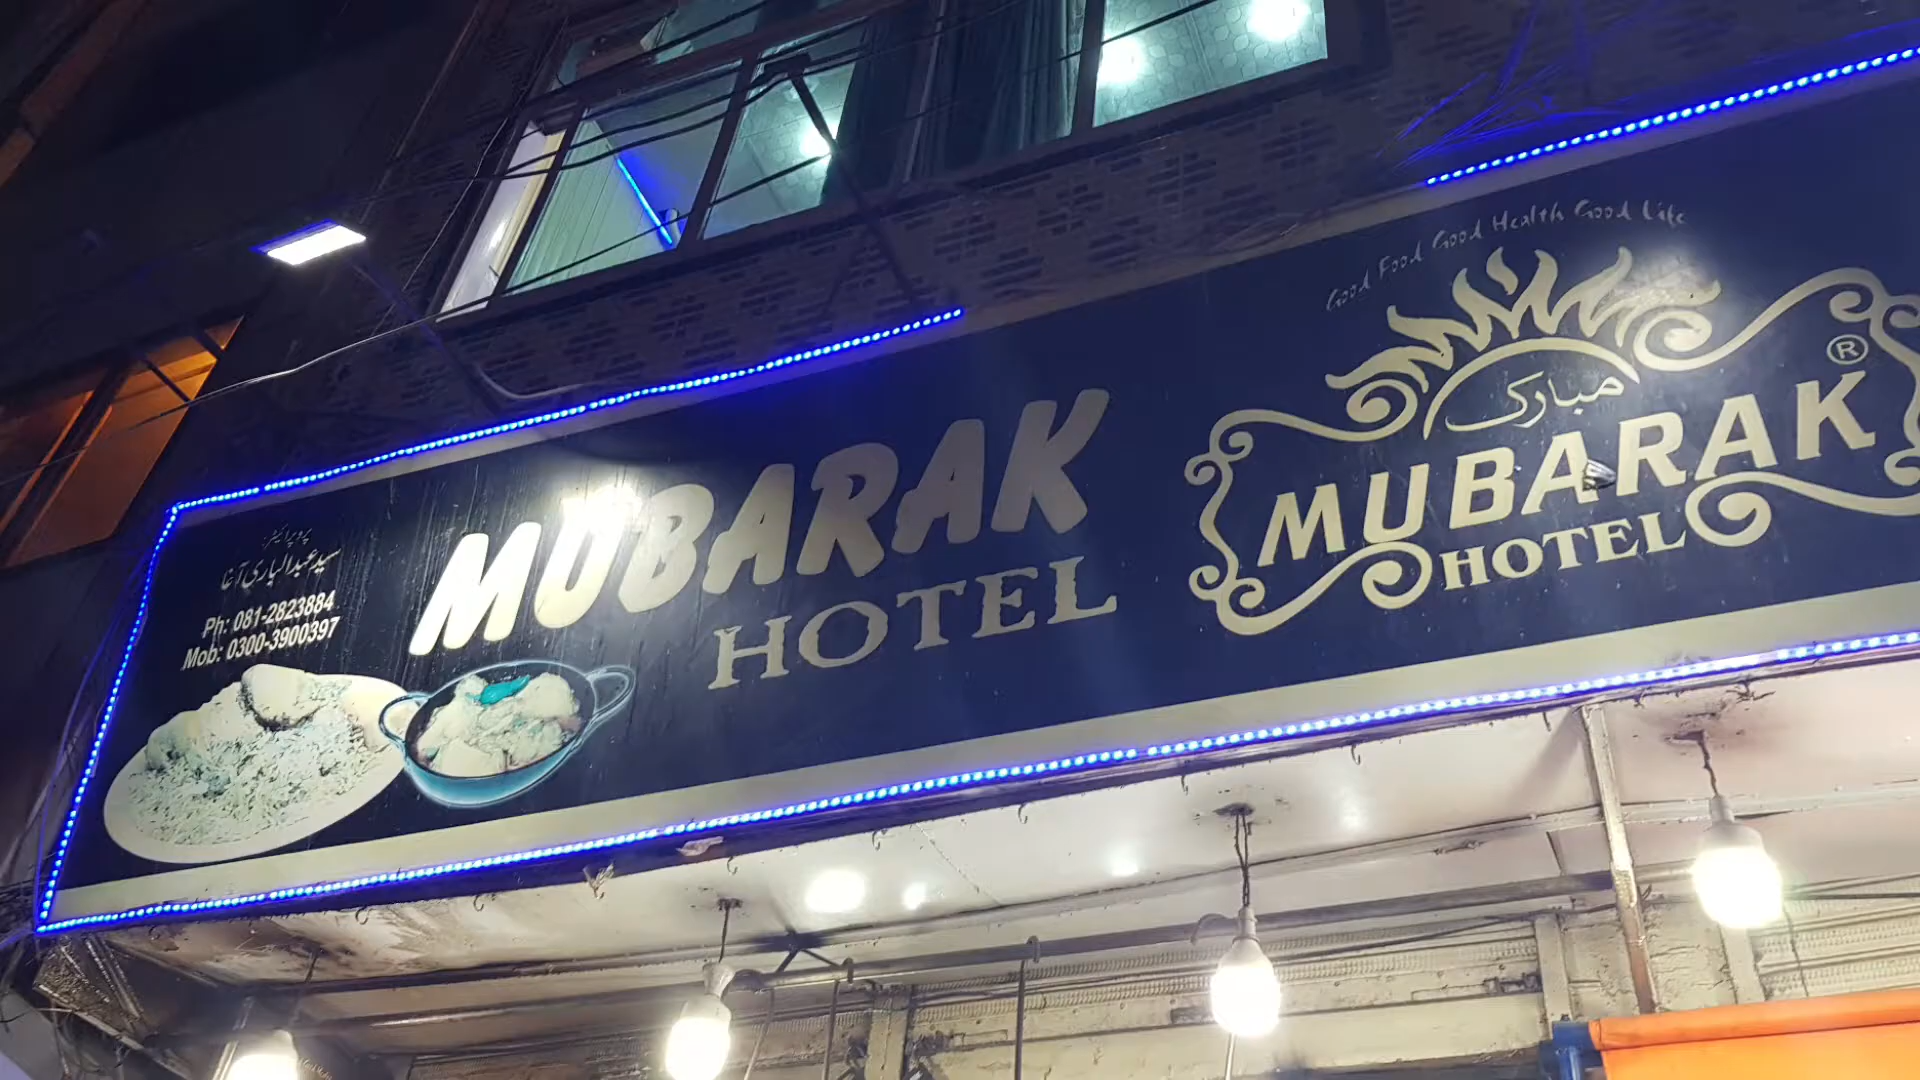 پروپرائیٹر:
سید عبدالباری آغا
Ph: 081-2823884
Mob: 0300-3900397
MUBARAK
HOTEL
Good Food Good Health Good Life
مبارک
®
MUBARAK
HOTEL